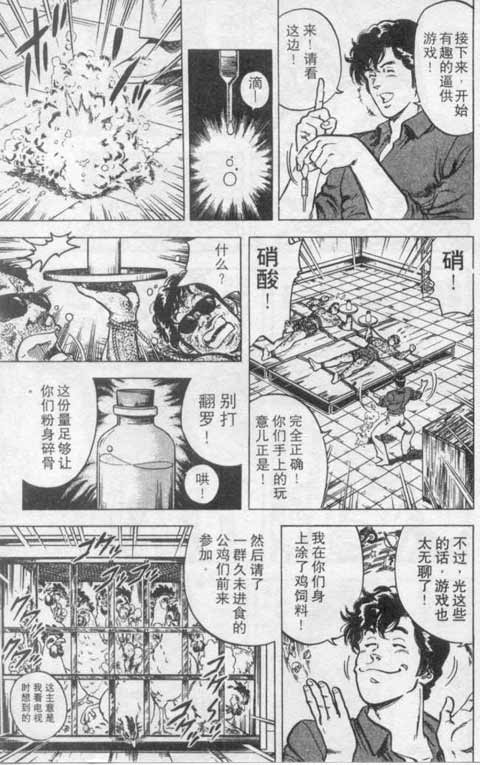 接下来，开始
有趣的逼供
游戏！
来！请看
这边！
滴—
硝！
硝酸！
什么？
完全正确！
你们手上的玩
意儿正是！
别打
翻罗！
哄！
这份量足够让
你们粉身碎骨
．
不过，光这些
的话，游戏也
太无聊了！
我在你们身
上涂了鸡饲料！
然后请了
一群久未进食的
公鸡们前来
参加．
コケ
コケ
这主意是
我看电视
时想到的